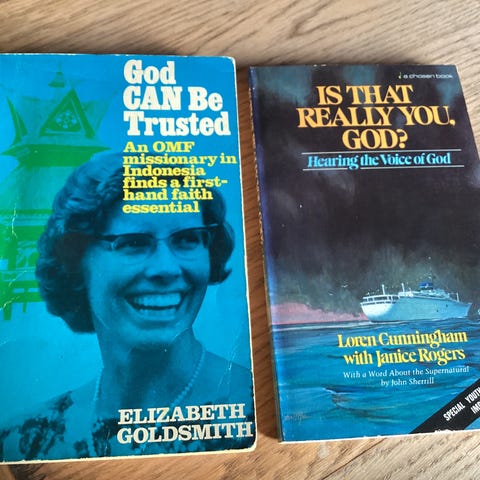 God
CAN Be
Trusted
An OMF
missionary in
Indonesia
finds a first-
hand faith
essential
ELIZABETH
GOLDSMITH
a chosen book
IS THAT
REALLY YOU,
GOD?
Hearing the Voice of God
Loren Cunningham
with Janice Rogers
With a Word About the Supernatural
by John Sherrill
SPECIAL YOUTH